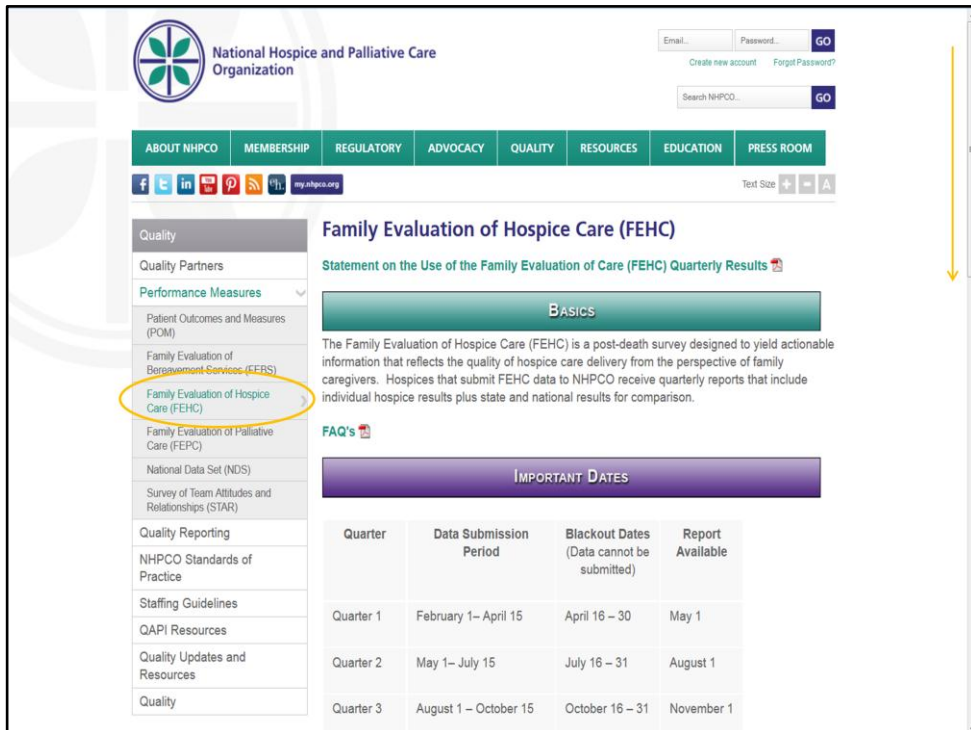 National Hospice and Palliative Care
Organization
Email... Password... GO
Create new account Forgot Password?
Search NHPCO... GO
ABOUT NHPCO MEMBERSHIP REGULATORY ADVOCACY QUALITY RESOURCES EDUCATION PRESS ROOM
my.nhpco.org
Text Size + - A
Quality
Quality Partners
Performance Measures
Patient Outcomes and Measures
(POM)
Family Evaluation of
Bereavement Services (FEBS)
Family Evaluation of Hospice
Care (FEHC)
Family Evaluation of Palliative
Care (FEPC)
National Data Set (NDS)
Survey of Team Attitudes and
Relationships (STAR)
Quality Reporting
NHPCO Standards of
Practice
Staffing Guidelines
QAPI Resources
Quality Updates and
Resources
Quality
Family Evaluation of Hospice Care (FEHC)
Statement on the Use of the Family Evaluation of Care (FEHC) Quarterly Results
BASICS
The Family Evaluation of Hospice Care (FEHC) is a post-death survey designed to yield actionable
information that reflects the quality of hospice care delivery from the perspective of family
caregivers. Hospices that submit FEHC data to NHPCO receive quarterly reports that include
individual hospice results plus state and national results for comparison.
FAQ's
IMPORTANT DATES
Quarter Data Submission Blackout Dates Report
Period (Data cannot be Available
submitted)
Quarter 1 February 1– April 15 April 16 – 30 May 1
Quarter 2 May 1– July 15 July 16 – 31 August 1
Quarter 3 August 1 – October 15 October 16 – 31 November 1